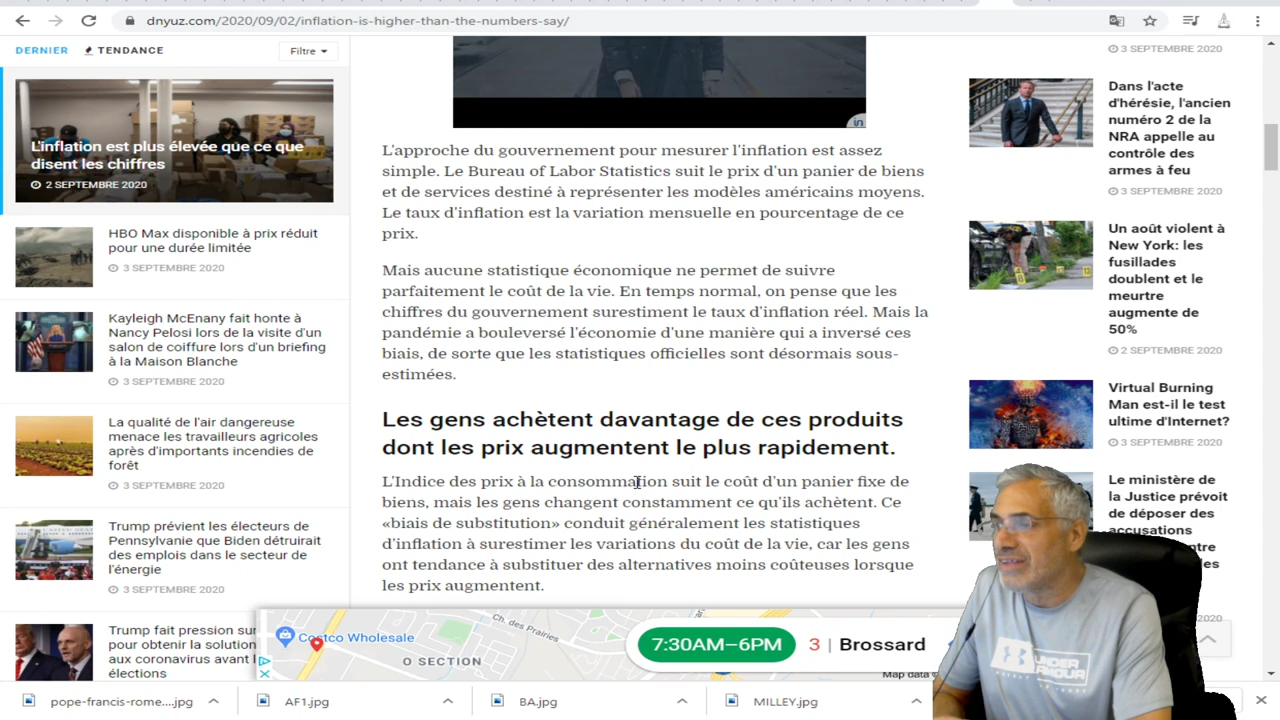 dnyuz.com/2020/09/02/inflation-is-higher-than-the-numbers-say/
DERNIER
TENDANCE
Filtre
L'inflation est plus élevée que ce que
disent les chiffres
2 SEPTEMBRE 2020
HBO Max disponible à prix réduit
pour une durée limitée
3 SEPTEMBRE 2020
Kayleigh McEnany fait honte à
Nancy Pelosi lors de la visite d'un
salon de coiffure lors d'un briefing
à la Maison Blanche
3 SEPTEMBRE 2020
La qualité de l'air dangereuse
menace les travailleurs agricoles
après d'importants incendies de
forêt
3 SEPTEMBRE 2020
Trump prévient les électeurs de
Pennsylvanie que Biden détruirait
des emplois dans le secteur de
l'énergie
3 SEPTEMBRE 2020
Trump fait pression sur
pour obtenir la solution
aux coronavirus avant l
élections
in
L'approche du gouvernement pour mesurer l'inflation est assez
simple. Le Bureau of Labor Statistics suit le prix d'un panier de biens
et de services destiné à représenter les modèles américains moyens.
Le taux d'inflation est la variation mensuelle en pourcentage de ce
prix.
Mais aucune statistique économique ne permet de suivre
parfaitement le coût de la vie. En temps normal, on pense que les
chiffres du gouvernement surestiment le taux d'inflation réel. Mais la
pandémie a bouleversé l'économie d'une manière qui a inversé ces
biais, de sorte que les statistiques officielles sont désormais sous-
estimées.
Les gens achètent davantage de ces produits
dont les prix augmentent le plus rapidement.
L'Indice des prix à la consommation suit le coût d'un panier fixe de
biens, mais les gens changent constamment ce qu'ils achètent. Ce
«biais de substitution» conduit généralement les statistiques
d'inflation à surestimer les variations du coût de la vie, car les gens
ont tendance à substituer des alternatives moins coûteuses lorsque
les prix augmentent.
3 SEPTEMBRE 2020
Dans l'acte
d'hérésie, l'ancien
numéro 2 de la
NRA appelle au
contrôle des
armes à feu
3 SEPTEMBRE 2020
Un août violent à
New York: les
fusillades
doublent et le
meurtre
augmente de
50%
2 SEPTEMBRE 2020
Virtual Burning
Man est-il le test
ultime d'Internet?
3 SEPTEMBRE 2020
Le ministère de
la Justice prévoit
de déposer des
accusations
2020
Costco Wholesale
Ch. des Prairies
O SECTION
7:30AM–6PM
3 | Brossard
Map data ©
UNDER ARMOUR
pope-francis-rome....jpg
AF1.jpg
BA.jpg
MILLEY.jpg